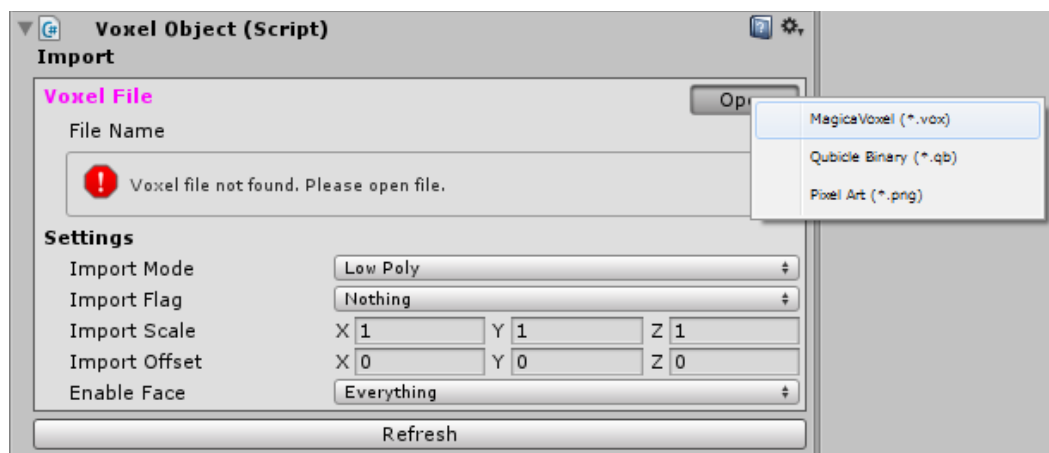 Voxel Object (Script)
Import
Voxel File
Op
File Name
MagicaVoxel (*.vox)
Qubicle Binary (*.qb)
Pixel Art (*.png)
Voxel file not found. Please open file.
Settings
Import Mode Low Poly
Import Flag Nothing
Import Scale X 1 Y 1 Z 1
Import Offset X 0 Y 0 Z 0
Enable Face Everything
Refresh